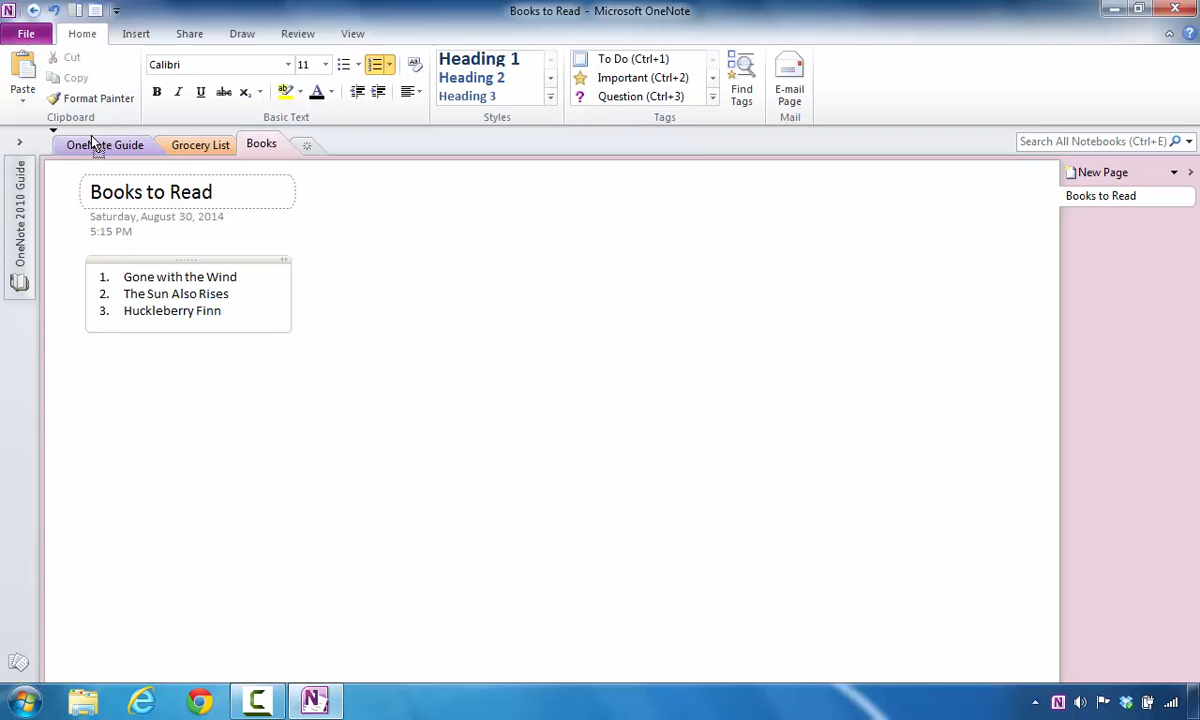 Books to Read - Microsoft OneNote
File Home Insert Share Draw Review View
Paste
Cut
Copy
Format Painter
Clipboard
Calibri 11
B I U abc x₂ A
Basic Text
Heading 1
Heading 2
Heading 3
Styles
To Do (Ctrl+1)
Important (Ctrl+2)
? Question (Ctrl+3)
Tags
Find
Tags
E-mail
Page
Mail
OneNote Guide Grocery List Books
Search All Notebooks (Ctrl+E)
OneNote 2010 Guide
Books to Read
Saturday, August 30, 2014
5:15 PM
1. Gone with the Wind
2. The Sun Also Rises
3. Huckleberry Finn
New Page
Books to Read